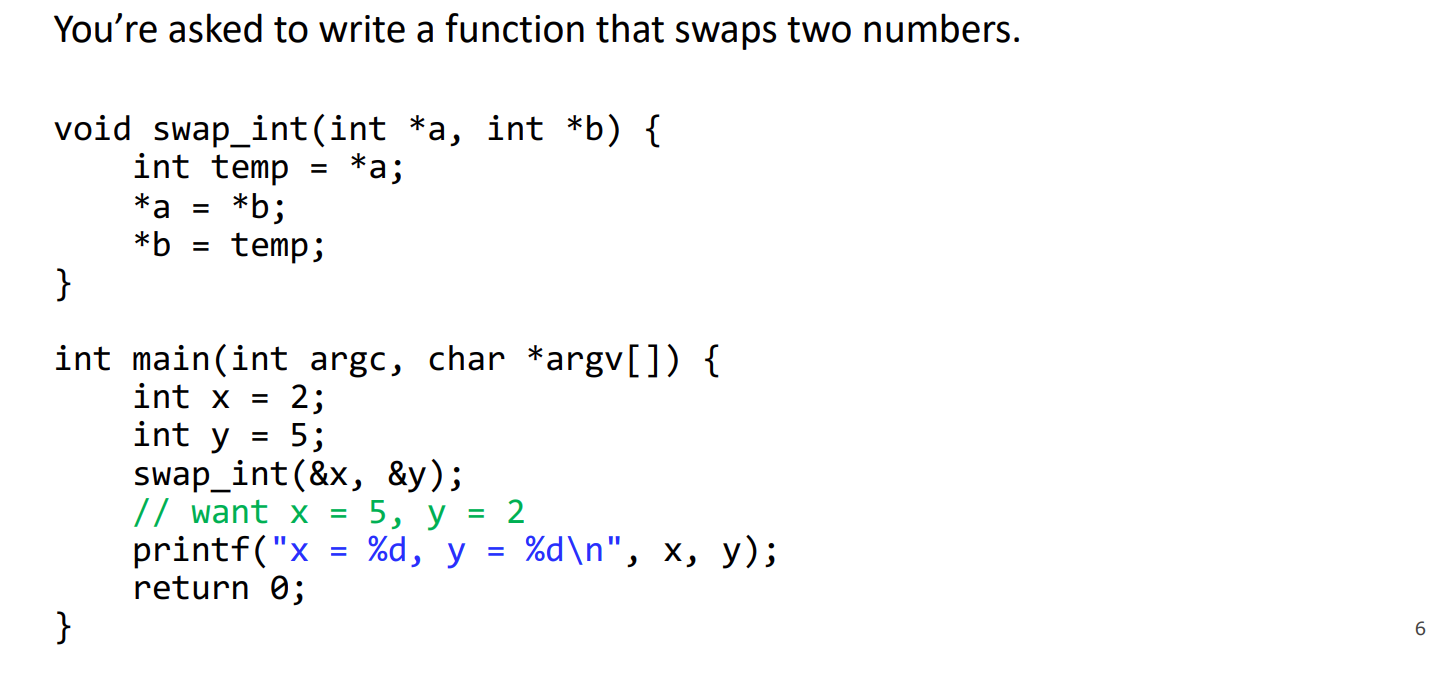 You’re asked to write a function that swaps two numbers.
void swap_int(int *a, int *b) {
    int temp = *a;
    *a = *b;
    *b = temp;
}
int main(int argc, char *argv[]) {
    int x = 2;
    int y = 5;
    swap_int(&x, &y);
    // want x = 5, y = 2
    printf("x = %d, y = %d\n", x, y);
    return 0;
}
6